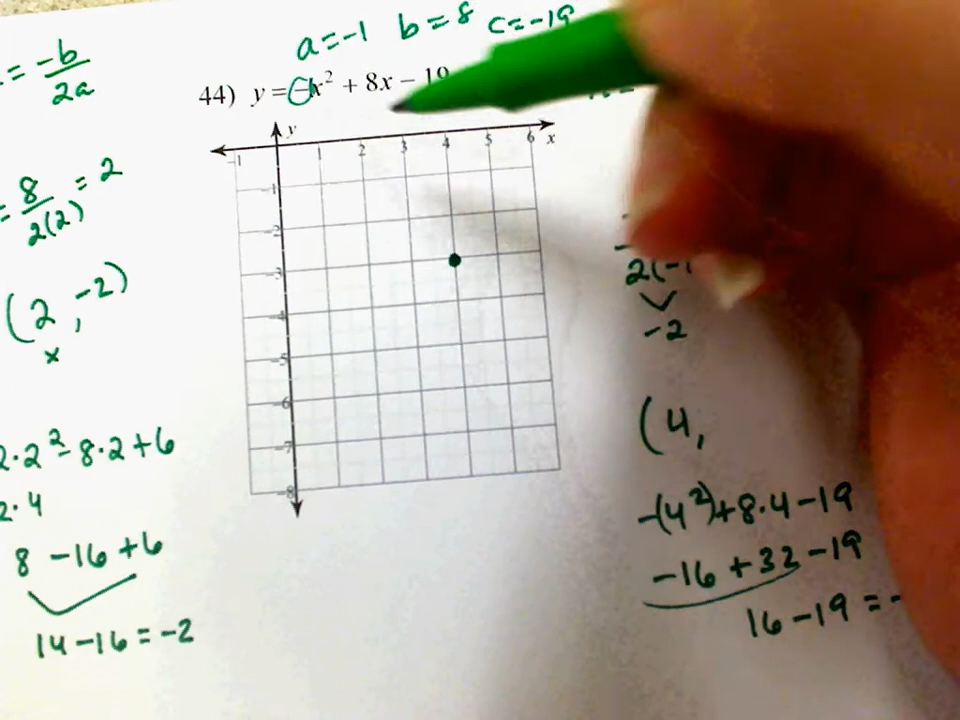 a=-1 b=8 c=-19
= -b/2a
44) y = -x² + 8x - 19
y
x
-1 1 2 3 4 5 6
-1
-2
-3
-4
-5
-6
-7
-8
= 8/2(2) = 2
(2, -2)
x
2·2² - 8·2 + 6
2·4
8 - 16 + 6
14 - 16 = -2
2(-1
-2
(4,
-(4²) + 8·4 - 19
-16 + 32 - 19
16 - 19 = -